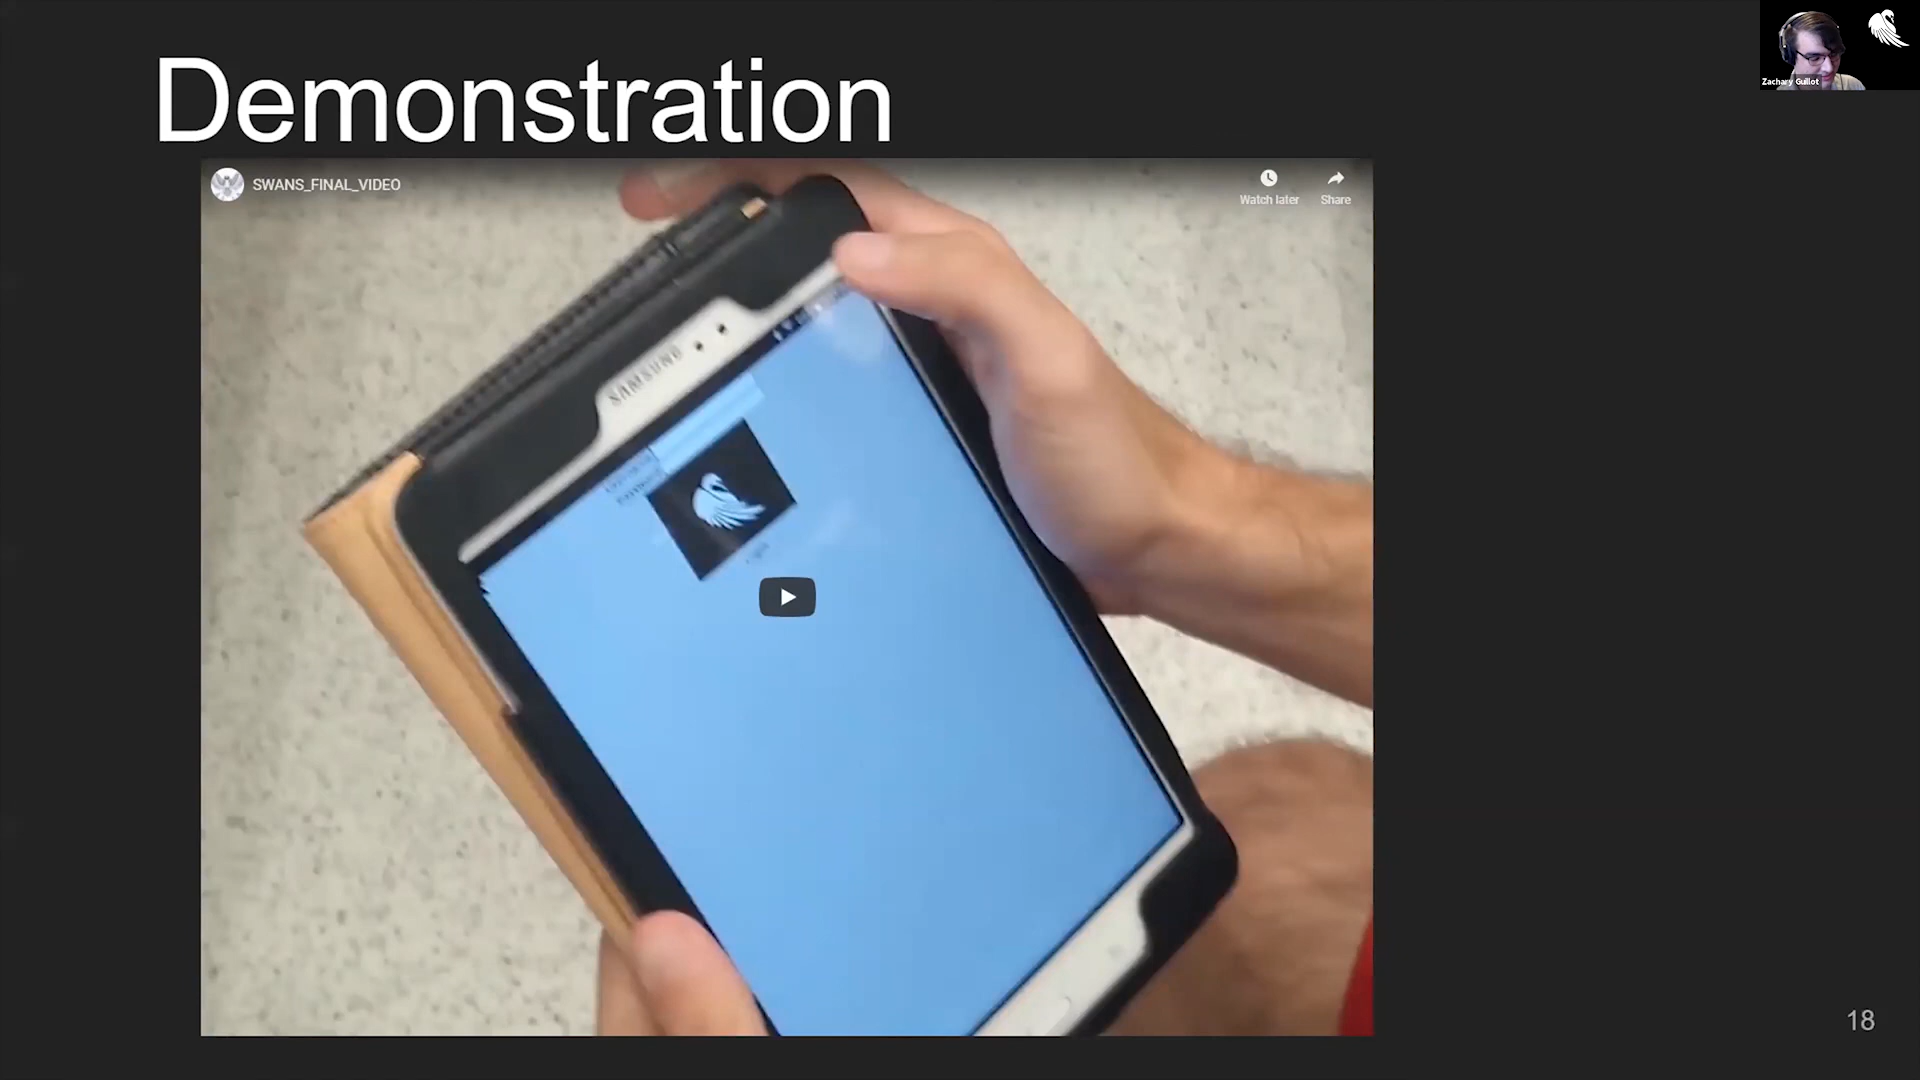 Demonstration
Zachary Guillot
SWANS_FINAL_VIDEO
Watch later
Share
SAMSUNG
18